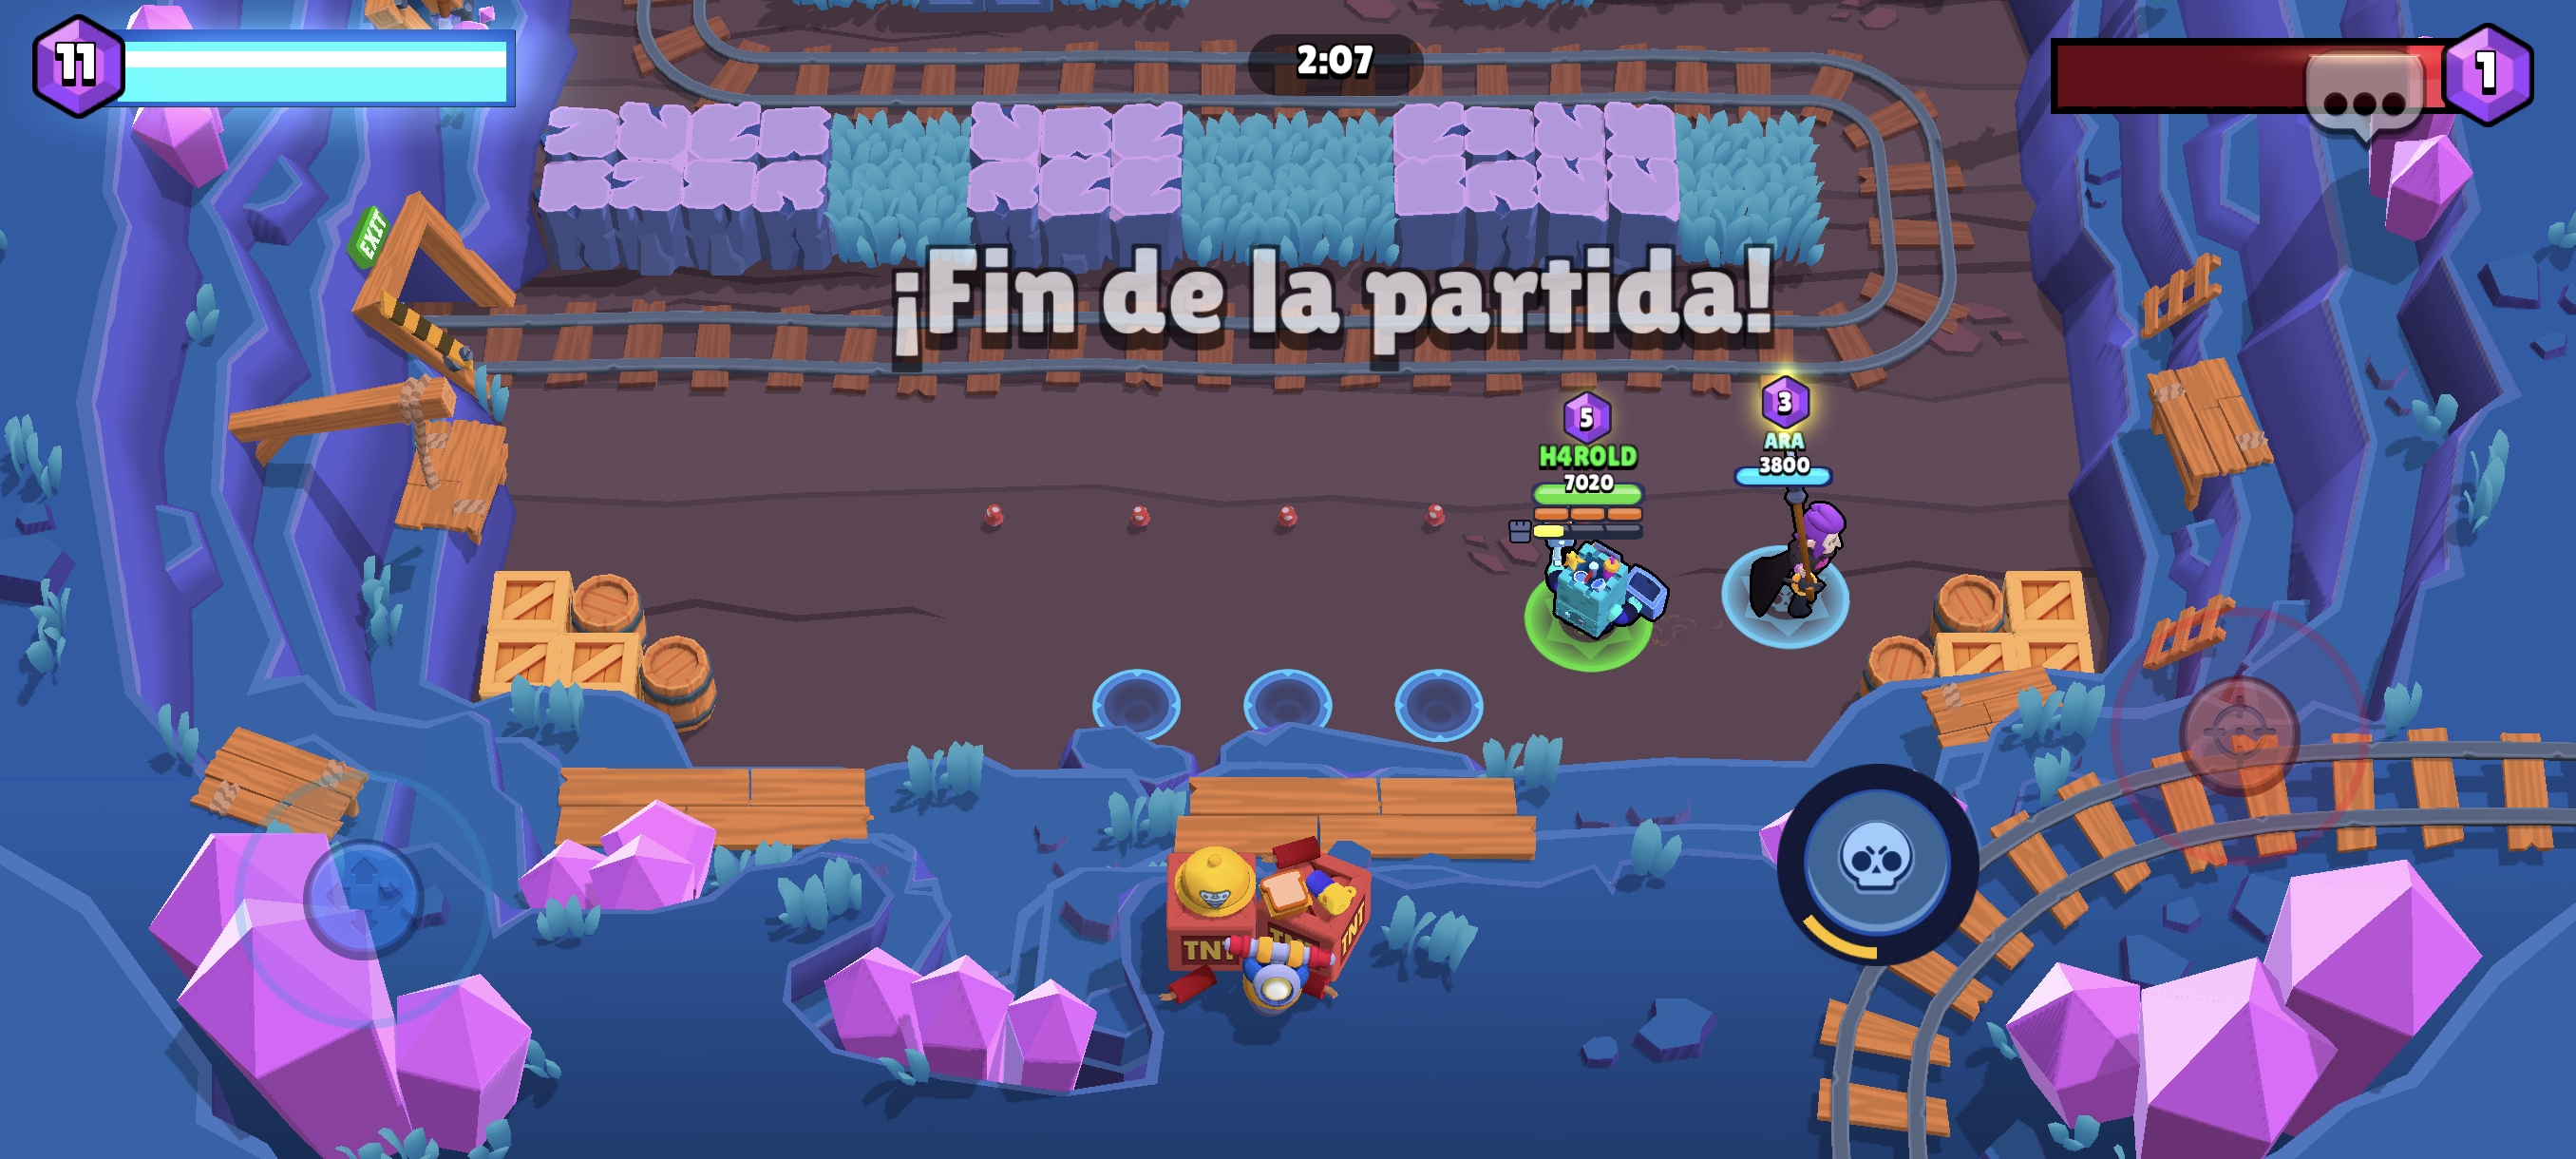 11
2:07
1
EXIT
¡Fin de la partida!
5
H4ROLD
7020
3
ARA
3800
TNT
TNT